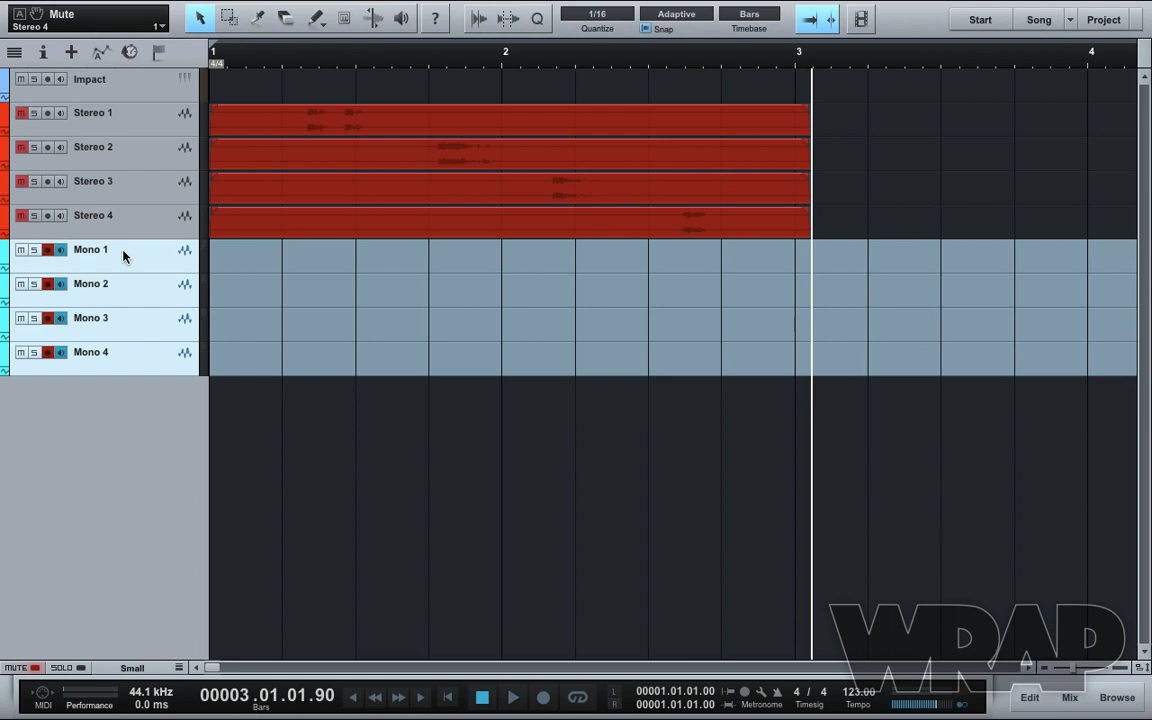 Mute
Stereo 4
1
?
1/16
Quantize
Adaptive
Snap
Bars
Timebase
Start
Song
Project
1
2
3
4
4/4
M S Impact
M S Stereo 1
M S Stereo 2
M S Stereo 3
M S Stereo 4
M S Mono 1
M S Mono 2
M S Mono 3
M S Mono 4
WRAP
MUTE
SOLO
Small
MIDI
Performance
44.1 kHz
0.0 ms
00003.01.01.90
Bars
L 00001.01.01.00
R 00001.01.01.00
Metronome
4 / 4
Timesig
123.00
Tempo
Edit
Mix
Browse